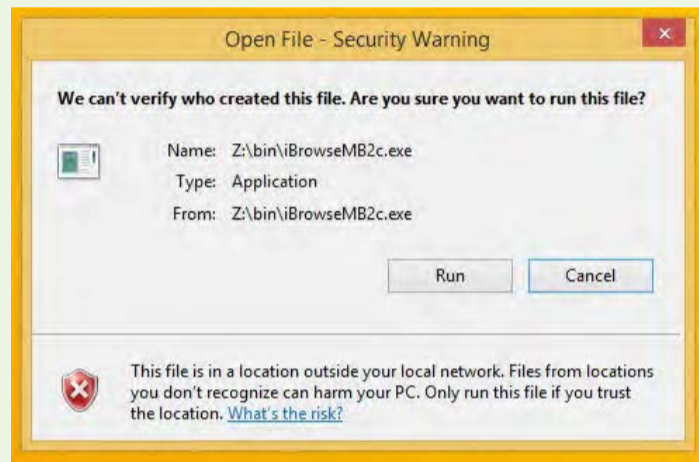 Open File - Security Warning
We can't verify who created this file. Are you sure you want to run this file?
Name: Z:\bin\iBrowseMB2c.exe
Type: Application
From: Z:\bin\iBrowseMB2c.exe
Run Cancel
This file is in a location outside your local network. Files from locations
you don't recognize can harm your PC. Only run this file if you trust
the location. What's the risk?